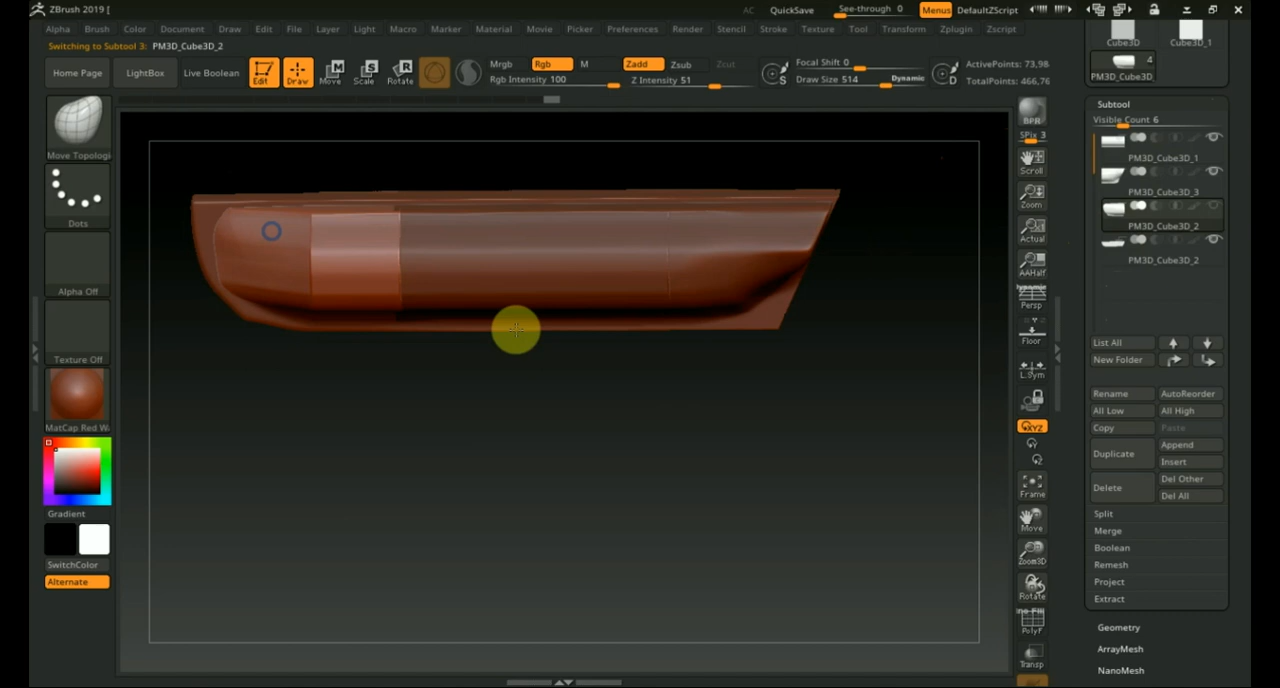 ZBrush 2019 [
AC QuickSave See-through 0 Menus DefaultZScript
Alpha Brush Color Document Draw Edit File Layer Light Macro Marker Material Movie Picker Preferences Render Stencil Stroke Texture Tool Transform Zplugin Zscript
Switching to Subtool 3: PM3D_Cube3D_2
Home Page LightBox Live Boolean Edit Draw Move Scale Rotate
Mrgb Rgb M Zadd Zsub Zcut
Rgb Intensity 100 Z Intensity 51
Focal Shift 0
Draw Size 514 Dynamic
ActivePoints: 73,98
TotalPoints: 466,76
S
D
Move Topologi
Dots
Alpha Off
Texture Off
MatCap Red W
Gradient
SwitchColor
Alternate
BPR
SPix 3
Scroll
Zoom
Actual
AAHalf
Persp
Floor
L.Sym
XYZ
Frame
Move
Zoom3D
Rotate
PolyF
Transp
Cube3D Cube3D_1
4
PM3D_Cube3D
Subtool
Visible Count 6
PM3D_Cube3D_1
PM3D_Cube3D_3
PM3D_Cube3D_2
PM3D_Cube3D_2
List All
New Folder
Rename AutoReorder
All Low All High
Copy Paste
Duplicate Append
Insert
Delete Del Other
Del All
Split
Merge
Boolean
Remesh
Project
Extract
Geometry
ArrayMesh
NanoMesh